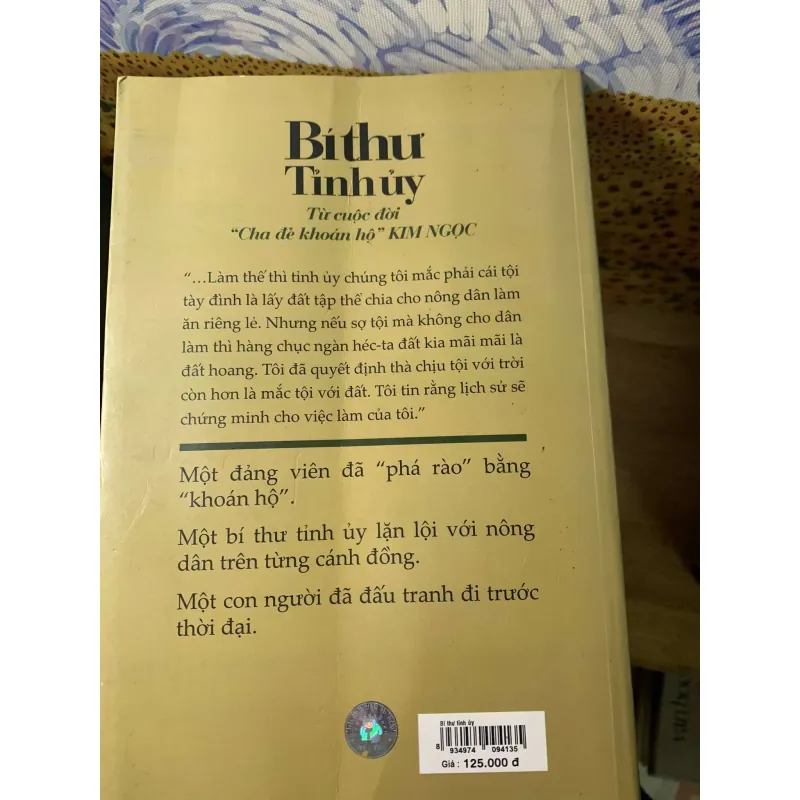 Bí thư
Tỉnh ủy
Từ cuộc đời
“Cha đẻ khoán hộ” KIM NGỌC
“...Làm thế thì tỉnh ủy chúng tôi mắc phải cái tội
tày đình là lấy đất tập thể chia cho nông dân làm
ăn riêng lẻ. Nhưng nếu sợ tội mà không cho dân
làm thì hàng chục ngàn héc-ta đất kia mãi mãi là
đất hoang. Tôi đã quyết định thà chịu tội với trời
còn hơn là mắc tội với đất. Tôi tin rằng lịch sử sẽ
chứng minh cho việc làm của tôi.”
Một đảng viên đã “phá rào” bằng
“khoán hộ”.
Một bí thư tỉnh ủy lặn lội với nông
dân trên từng cánh đồng.
Một con người đã đấu tranh đi trước
thời đại.
Bí thư tỉnh ủy
8 934974 094135
Giá : 125.000 đ